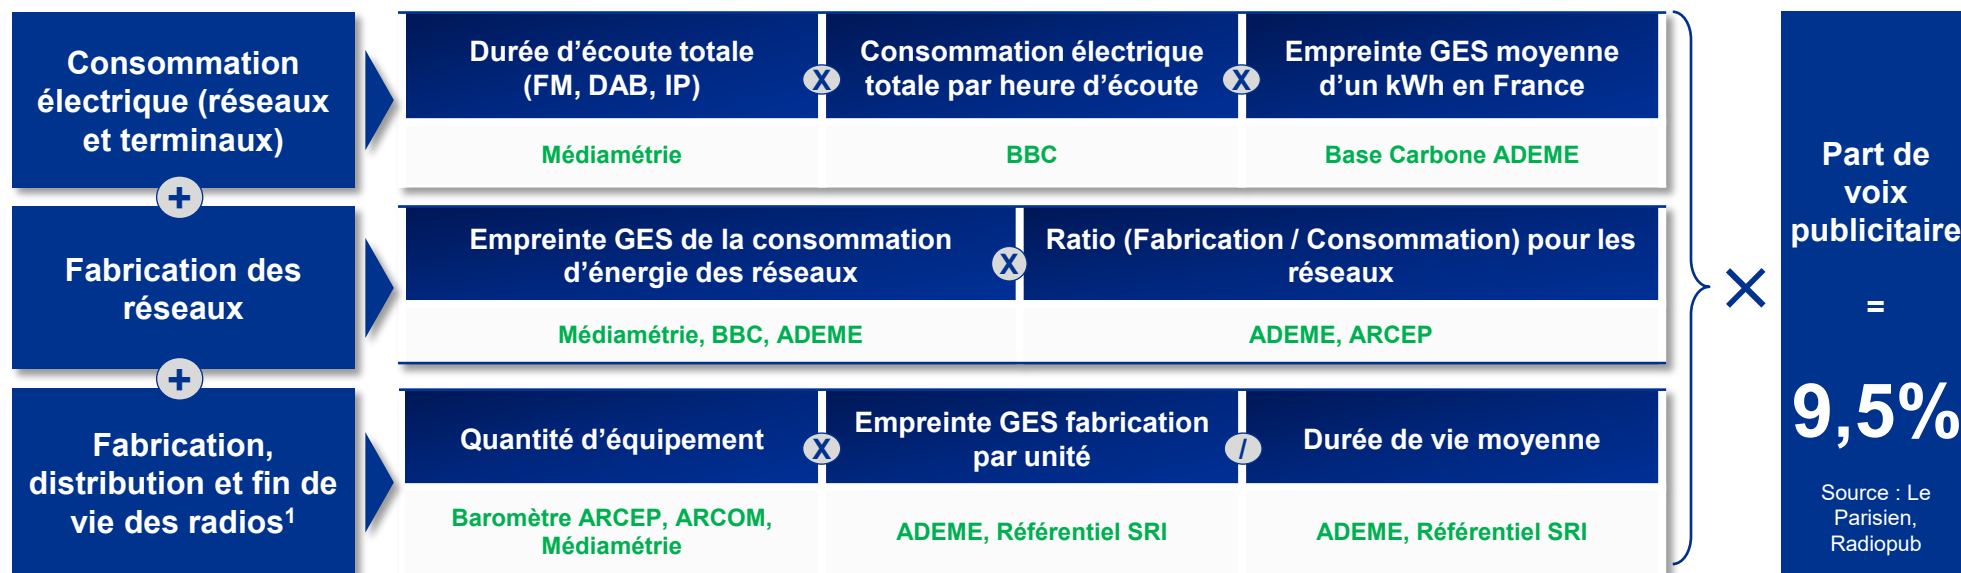 Consommation
électrique (réseaux
et terminaux)
Durée d’écoute totale
(FM, DAB, IP)
X
Consommation électrique
totale par heure d’écoute
X
Empreinte GES moyenne
d’un kWh en France
Médiamétrie
BBC
Base Carbone ADEME
+
Fabrication des
réseaux
Empreinte GES de la consommation
d’énergie des réseaux
X
Ratio (Fabrication / Consommation) pour les
réseaux
Médiamétrie, BBC, ADEME
ADEME, ARCEP
+
Fabrication,
distribution et fin de
vie des radios¹
Quantité d’équipement
X
Empreinte GES fabrication
par unité
/
Durée de vie moyenne
Baromètre ARCEP, ARCOM,
Médiamétrie
ADEME, Référentiel SRI
ADEME, Référentiel SRI
×
Part de
voix
publicitaire
=
9,5%
Source : Le
Parisien,
Radiopub